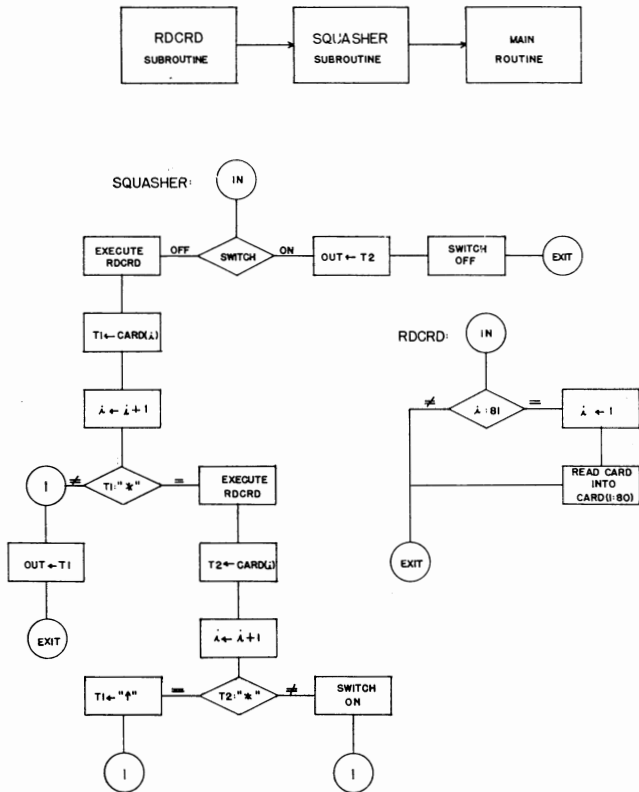 RDCRD
SUBROUTINE
SQUASHER
SUBROUTINE
MAIN
ROUTINE
SQUASHER:
IN
EXECUTE
RDCRD
OFF
SWITCH
ON
OUT ← T2
SWITCH
OFF
EXIT
T1 ← CARD(i)
i ← i + 1
RDCRD:
IN
≠
i : 81
=
i ← 1
READ CARD
INTO
CARD(1:80)
EXIT
1
≠
T1:"*"
=
EXECUTE
RDCRD
OUT ← T1
EXIT
T2 ← CARD(i)
i ← i + 1
T1 ← "↑"
=
T2:"*"
≠
SWITCH
ON
1
1